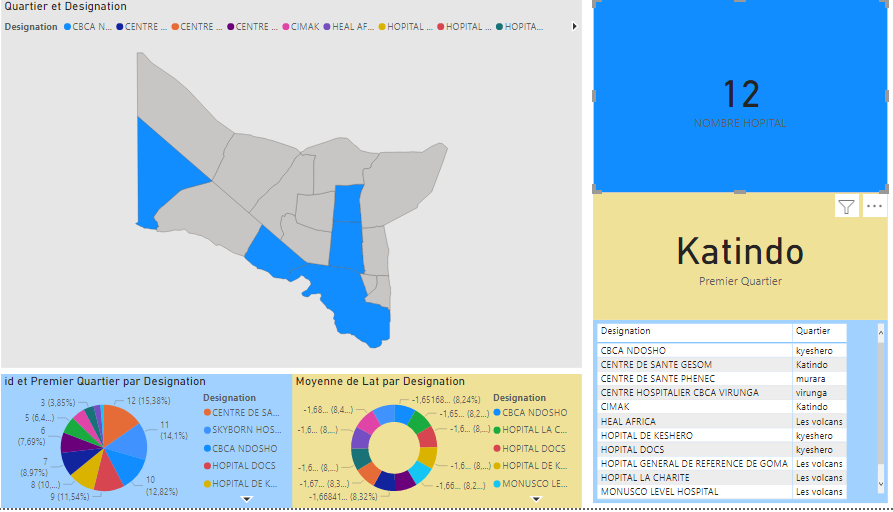 Quartier et Designation
Designation CBCA N... CENTRE ... CENTRE ... CENTRE ... CIMAK HEAL AF... HOPITAL ... HOPITAL ... HOPITA...
12
NOMBRE HOPITAL
Katindo
Premier Quartier
Designation Quartier
CBCA NDOSHO kyeshero
CENTRE DE SANTE GESOM Katindo
CENTRE DE SANTE PHENEC murara
CENTRE HOSPITALIER CBCA VIRUNGA virunga
CIMAK Katindo
HEAL AFRICA Les volcans
HOPITAL DE KESHERO kyeshero
HOPITAL DOCS kyeshero
HOPITAL GENERAL DE REFERENCE DE GOMA Les volcans
HOPITAL LA CHARITE Les volcans
MONUSCO LEVEL HOSPITAL Les volcans
id et Premier Quartier par Designation
12 (15,38%)
11
(14,1%)
10
(12,82%)
9 (11,54%)
8 (10,...
7
(8,97%)
6
(7,69%)
5 (6,4...
3 (3,85%)
Designation
CENTRE DE SA...
SKYBORN HOS...
CBCA NDOSHO
HOPITAL DOCS
HOPITAL DE K...
Moyenne de Lat par Designation
-1,65168... (8,24%)
-1,65... (8,2...)
-1,6... (8,...)
-1,6... (8,...)
-1,66... (8,2...)
-1,66841... (8,32%)
-1,67... (8,3...)
-1,6... (8,...)
-1,6... (8,...)
-1,68... (8,4...)
Designation
CBCA NDOSHO
HOPITAL LA C...
HOPITAL DOCS
HOPITAL DE K...
MONUSCO LE...